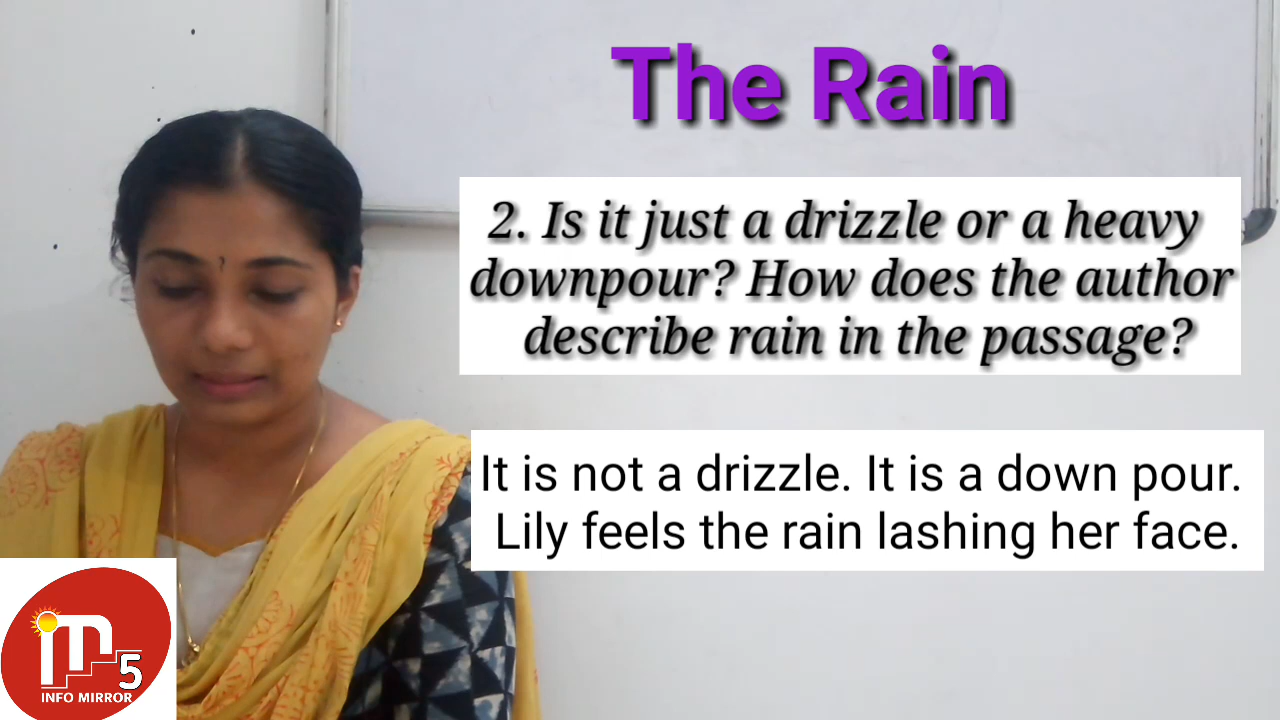 The Rain
2. Is it just a drizzle or a heavy
downpour? How does the author
describe rain in the passage?
It is not a drizzle. It is a down pour.
Lily feels the rain lashing her face.
m5
INFO MIRROR